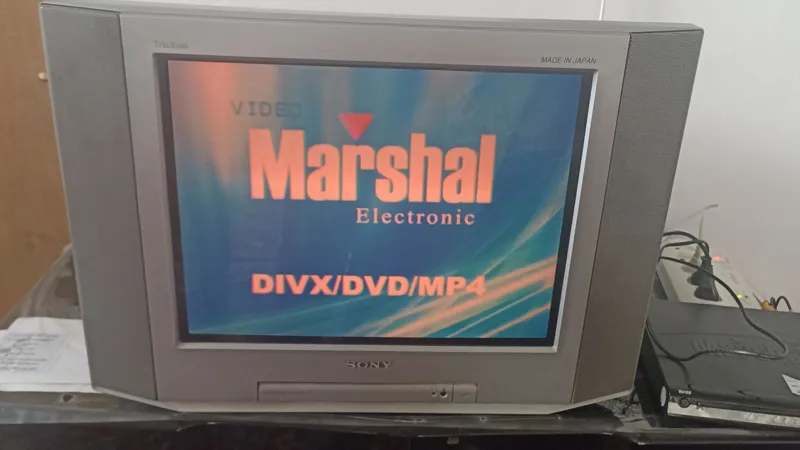 Trinitron
MADE IN JAPAN
VIDEO
Marshal
Electronic
DIVX/DVD/MP4
SONY